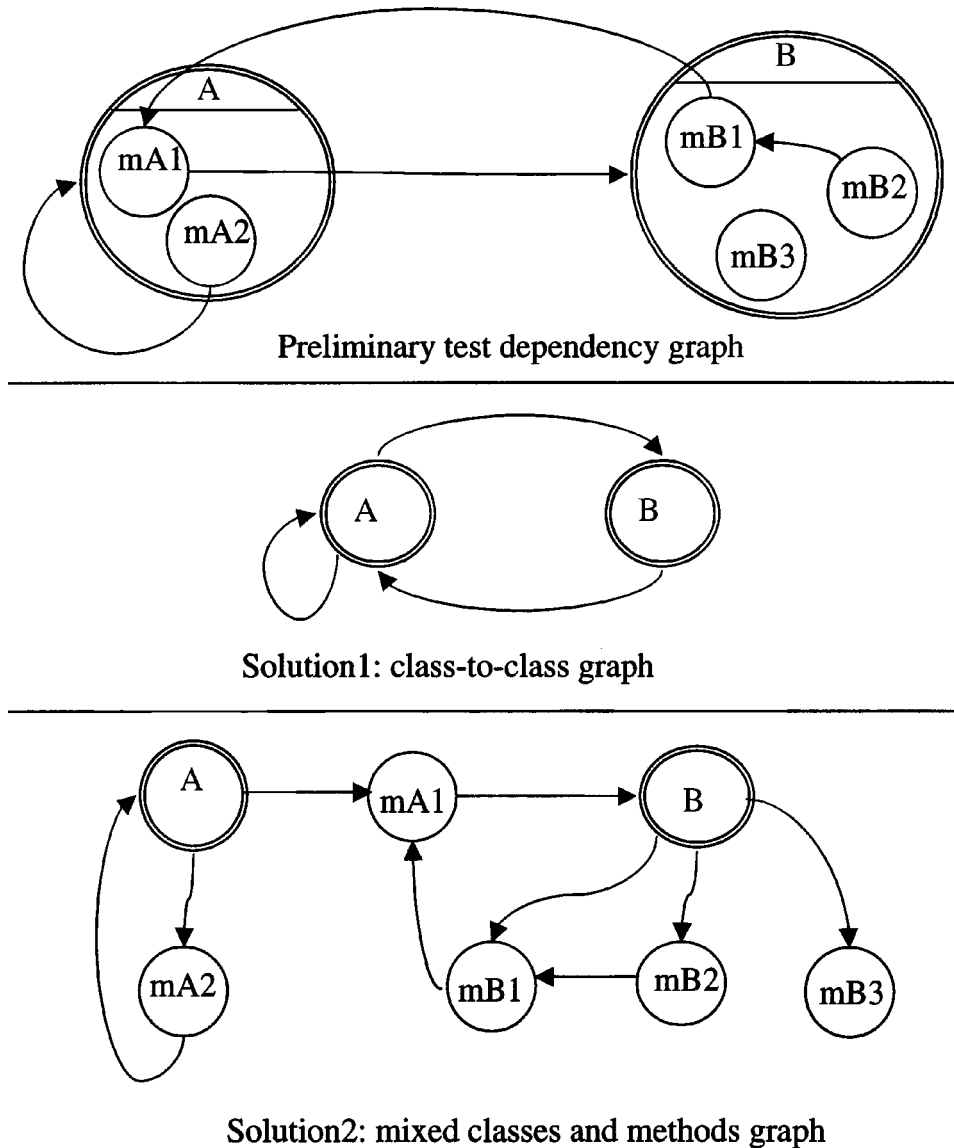 A
B
mA1
mB1
mB2
mA2
mB3
Preliminary test dependency graph
A
B
Solution1: class-to-class graph
A
mA1
B
mA2
mB1
mB2
mB3
Solution2: mixed classes and methods graph